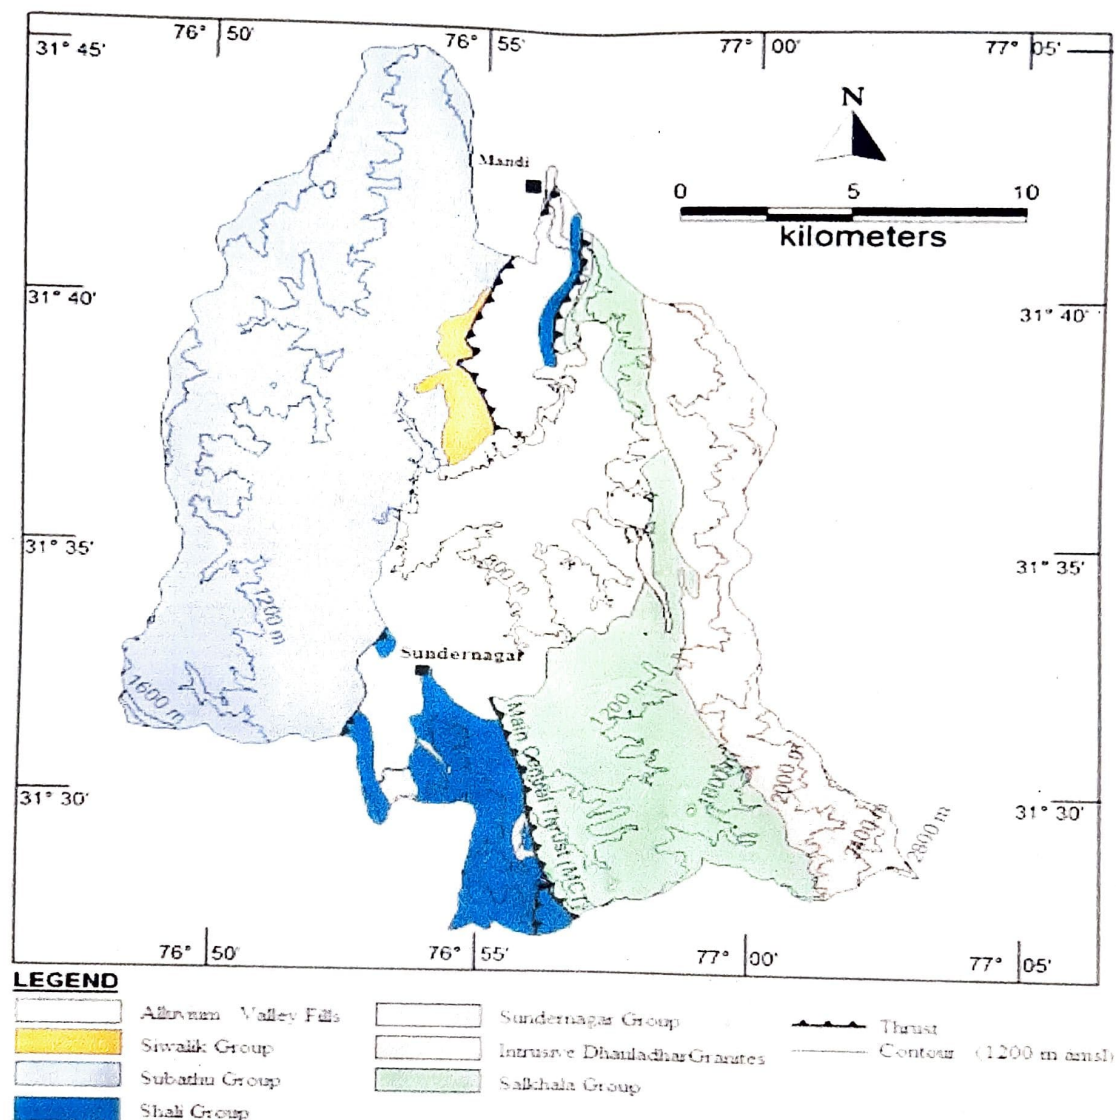 76° 50'
76° 55'
77° 00'
77° 05'
31° 45'
N
Mandi
0 5 10
kilometers
31° 40'
31° 40'
31° 35'
31° 35'
800 m
1200 m
Sundernagar
1600 m
1200 m
Main Central Thrust (MCT)
2000 m
2800 m
31° 30'
31° 30'
76° 50'
76° 55'
77° 00'
77° 05'
LEGEND
Alluvium Valley Fills
Siwalik Group
Subathu Group
Shali Group
Sundernagar Group
Intrusive Dhauladhar Granites
Salkhala Group
Thrust
Contour (1200 m amsl)